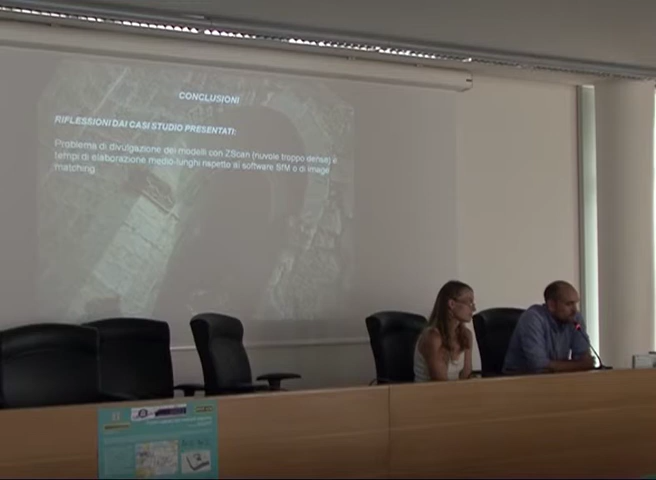 CONCLUSIONI
RIFLESSIONI DAI CASI STUDIO PRESENTATI:
Problema di divulgazione dei modelli con ZScan (nuvole troppo dense) e
tempi di elaborazione medio-lunghi rispetto ai software SfM o di image
matching